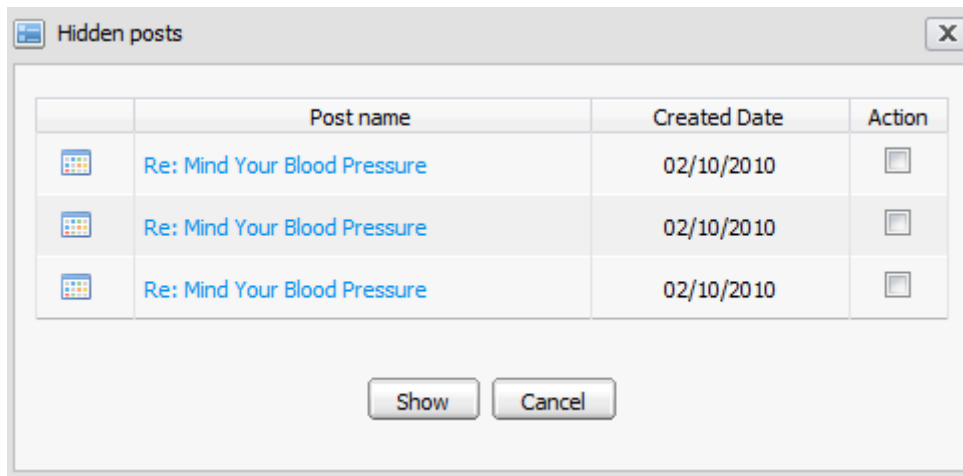 Hidden posts X
Post name Created Date Action
Re: Mind Your Blood Pressure 02/10/2010
Re: Mind Your Blood Pressure 02/10/2010
Re: Mind Your Blood Pressure 02/10/2010
Show Cancel